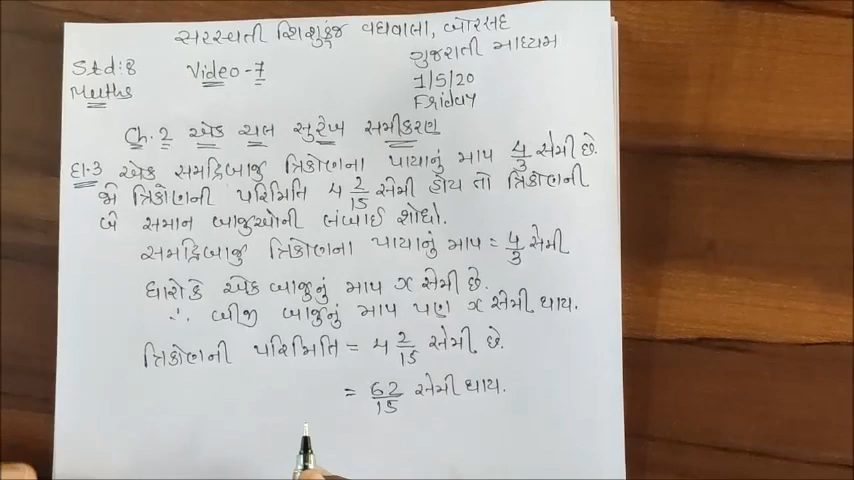 સરસ્વતી શિશુકુંજ વઘવાલા, બોરસદ
Std:8 Video-7 ગુજરાતી માધ્યમ
Maths 1/5/20
Friday
Ch. 2 એક ચલ સુરેખ સમીકરણ
દા.3 એક સમદ્વિબાજુ ત્રિકોણના પાયાનું માપ 4/3 સેમી છે.
જો ત્રિકોણની પરિમિતિ 4 2/15 સેમી હોય તો ત્રિકોણની
બે સમાન બાજુઓની લંબાઈ શોધો.
સમદ્વિબાજુ ત્રિકોણના પાયાનું માપ = 4/3 સેમી
ધારોકે એક બાજુનું માપ x સેમી છે.
∴ બીજી બાજુનું માપ પણ x સેમી થાય.
ત્રિકોણની પરિમિતિ = 4 2/15 સેમી છે.
= 62/15 સેમી થાય.